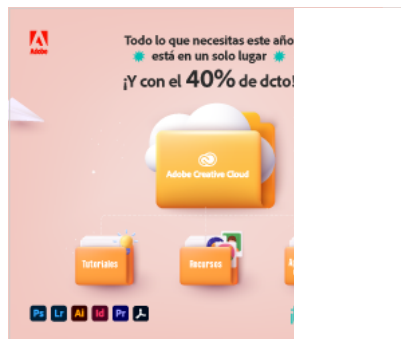 Adobe
Todo lo que necesitas este año
está en un solo lugar
¡Y con el 40% de dcto!
Adobe Creative Cloud
Tutoriales
Recursos
Ps Lr Ai Id Pr